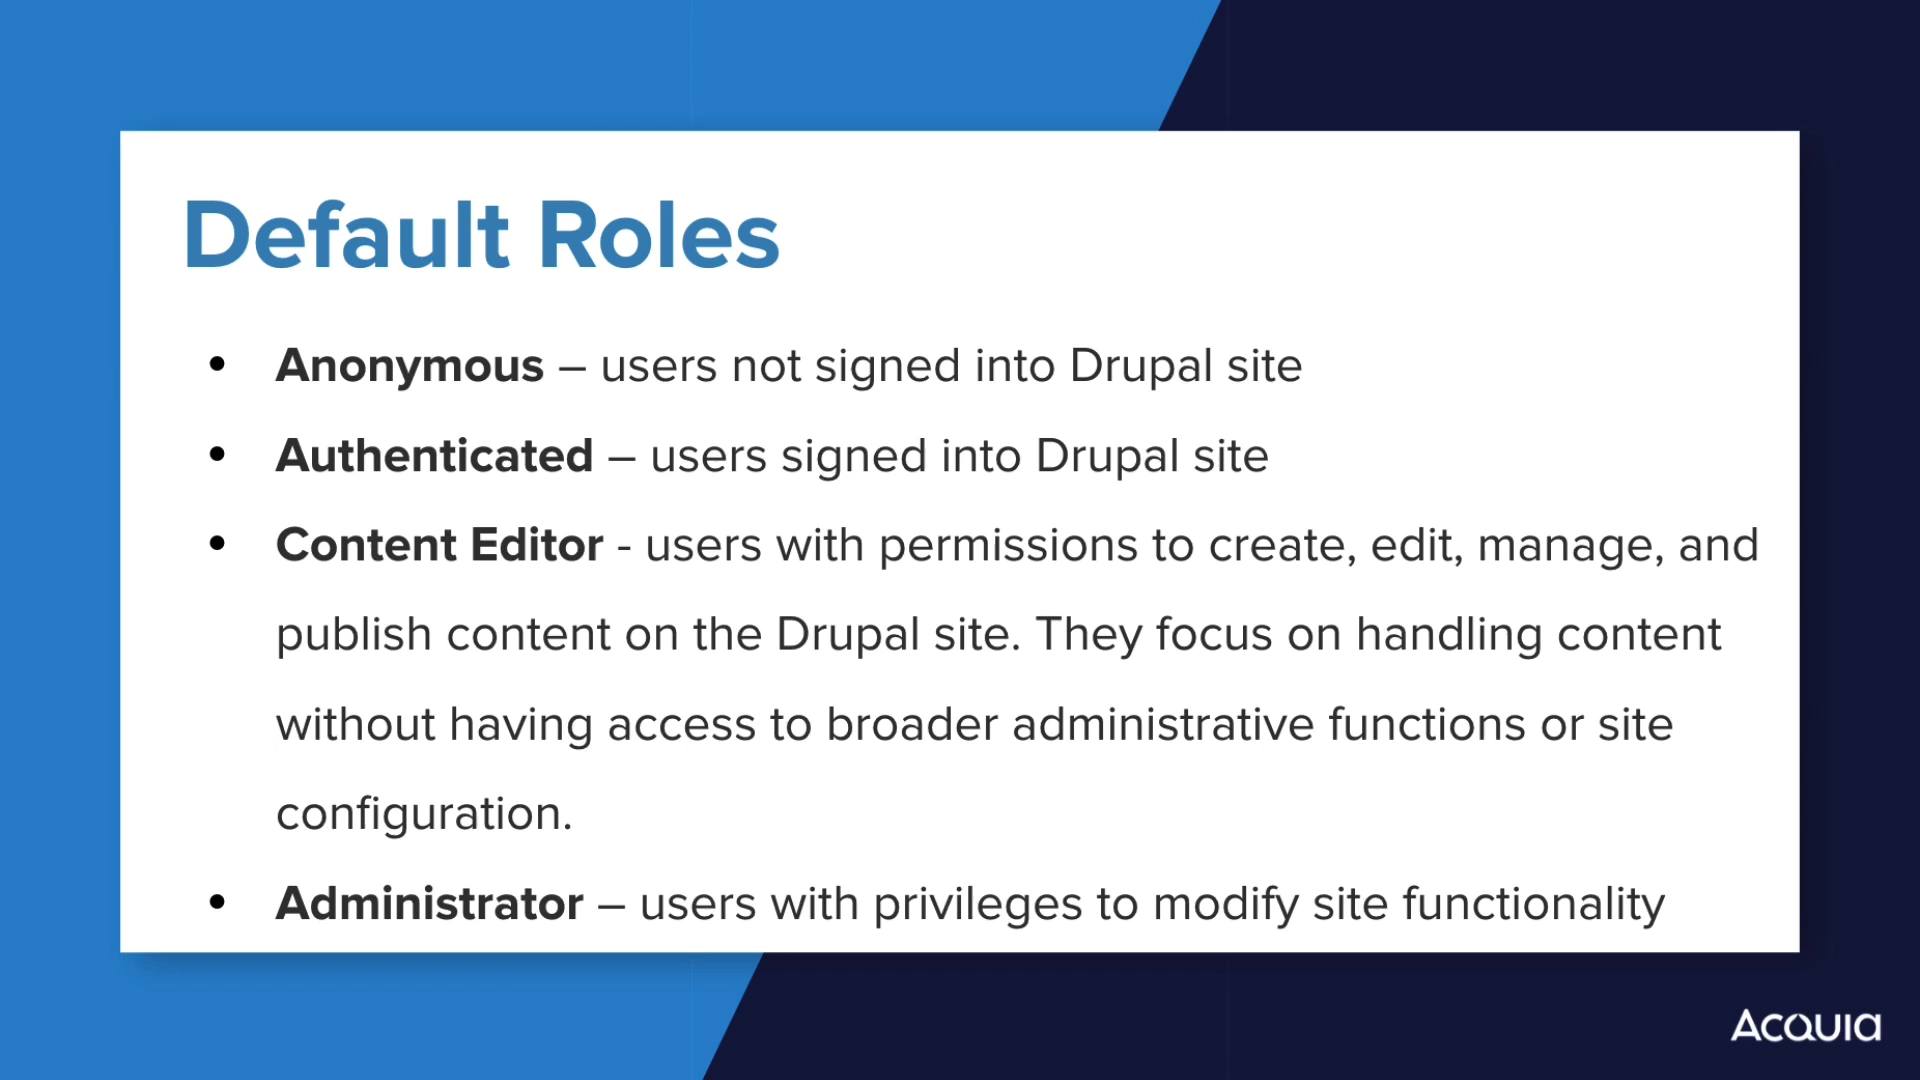 Default Roles
• Anonymous – users not signed into Drupal site
• Authenticated – users signed into Drupal site
• Content Editor - users with permissions to create, edit, manage, and
publish content on the Drupal site. They focus on handling content
without having access to broader administrative functions or site
configuration.
• Administrator – users with privileges to modify site functionality
Acquia